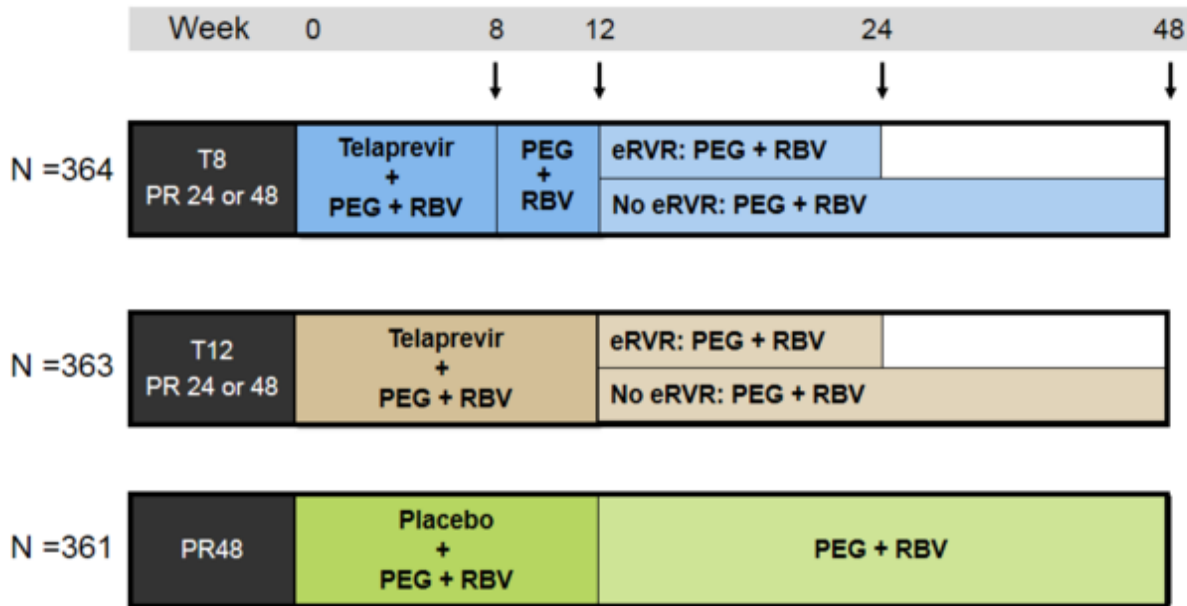 Week 0 8 12 24 48
N =364
T8
PR 24 or 48
Telaprevir
+
PEG + RBV
PEG
+
RBV
eRVR: PEG + RBV
No eRVR: PEG + RBV
N =363
T12
PR 24 or 48
Telaprevir
+
PEG + RBV
eRVR: PEG + RBV
No eRVR: PEG + RBV
N =361
PR48
Placebo
+
PEG + RBV
PEG + RBV